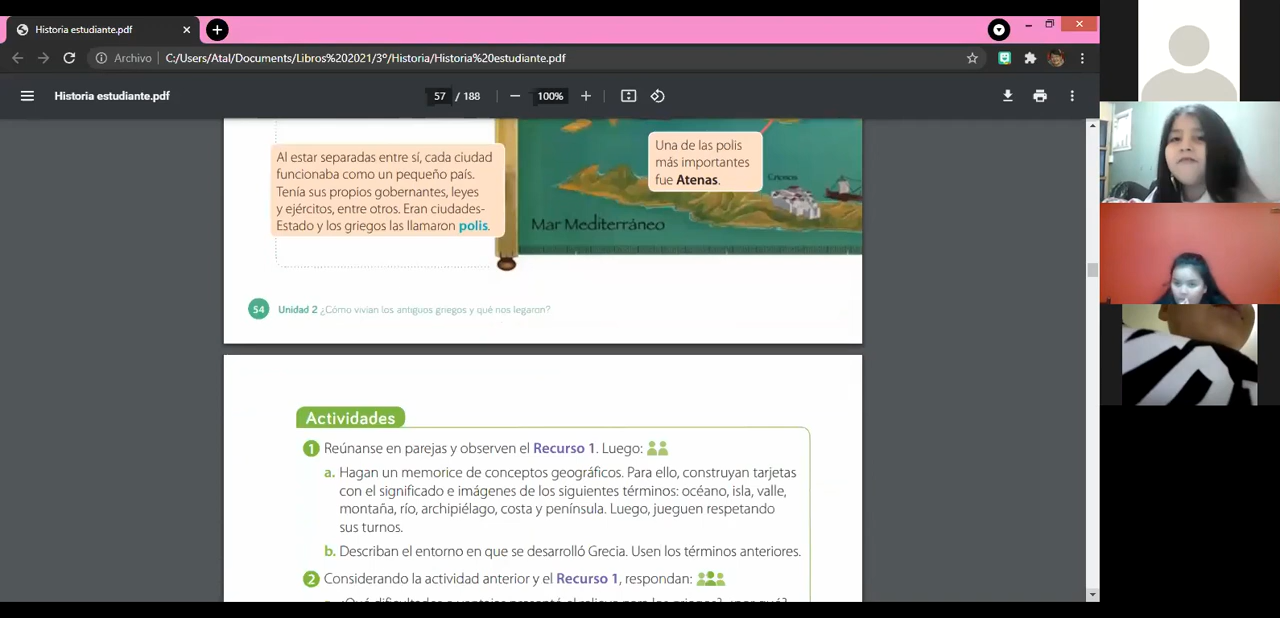 Historia estudiante.pdf
Archivo C:/Users/Atal/Documents/Libros%202021/3º/Historia/Historia%20estudiante.pdf
Historia estudiante.pdf 57 / 188 100%
Al estar separadas entre sí, cada ciudad
funcionaba como un pequeño país.
Tenía sus propios gobernantes, leyes
y ejércitos, entre otros. Eran ciudades-
Estado y los griegos las llamaron polis.
Una de las polis
más importantes
fue Atenas.
Cnosos
Mar Mediterráneo
54 Unidad 2 ¿Cómo vivían los antiguos griegos y qué nos legaron?
Actividades
1 Reúnanse en parejas y observen el Recurso 1. Luego:
a. Hagan un memorice de conceptos geográficos. Para ello, construyan tarjetas
con el significado e imágenes de los siguientes términos: océano, isla, valle,
montaña, río, archipiélago, costa y península. Luego, jueguen respetando
sus turnos.
b. Describan el entorno en que se desarrolló Grecia. Usen los términos anteriores.
2 Considerando la actividad anterior y el Recurso 1, respondan: